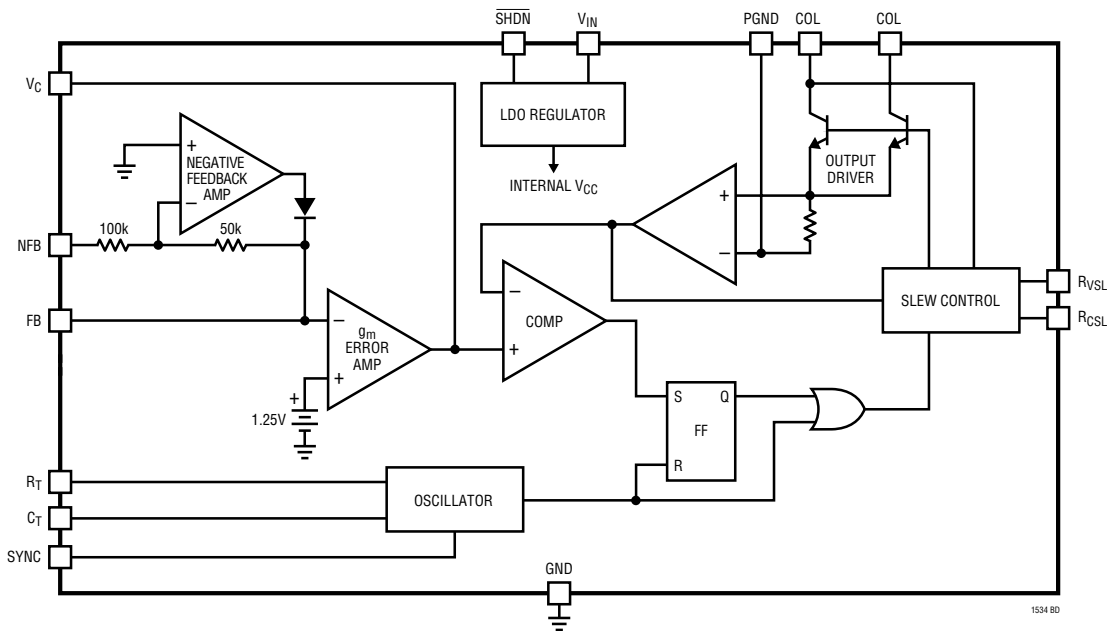 SHDN
VIN
PGND
COL
COL
VC
LDO REGULATOR
+
NEGATIVE
FEEDBACK
AMP
−
OUTPUT
DRIVER
INTERNAL VCC
+
−
100k
50k
NFB
RVSL
SLEW CONTROL
RCSL
FB
−
gm
ERROR
AMP
+
−
COMP
+
+
1.25V
S
Q
FF
R
RT
OSCILLATOR
CT
SYNC
GND
1534 BD